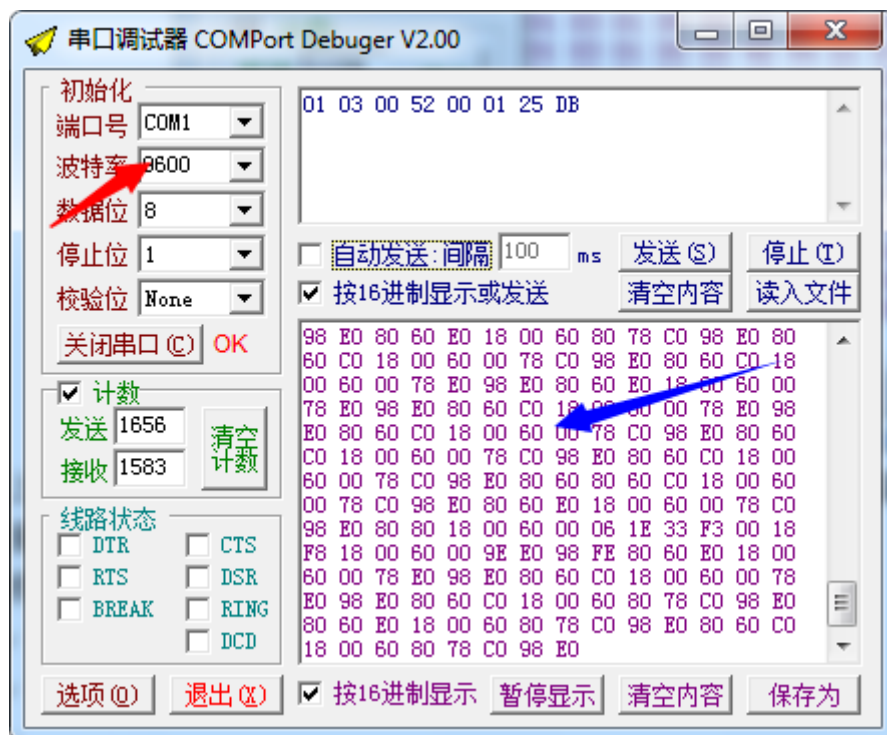 串口调试器 COMPort Debuger V2.00
初始化
端口号 COM1
波特率 9600
数据位 8
停止位 1
校验位 None
关闭串口(C) OK
计数
发送 1656
接收 1583
清空计数
线路状态
DTR CTS
RTS DSR
BREAK RING
DCD
选项(O) 退出(X)
01 03 00 52 00 01 25 DB
自动发送:间隔 100 ms 发送(S) 停止(T)
按16进制显示或发送 清空内容 读入文件
98 E0 80 60 E0 18 00 60 80 78 C0 98 E0 80
60 C0 18 00 60 00 78 C0 98 E0 80 60 C0 18
00 60 00 78 E0 98 E0 80 60 E0 18 00 60 00
78 E0 98 E0 80 60 C0 18 00 60 00 78 E0 98
E0 80 60 C0 18 00 60 00 78 C0 98 E0 80 60
C0 18 00 60 00 78 C0 98 E0 80 60 C0 18 00
60 00 78 C0 98 E0 80 60 80 60 C0 18 00 60
00 78 C0 98 E0 80 60 E0 18 00 60 00 78 C0
98 E0 80 80 18 00 60 00 06 1E 33 F3 00 18
F8 18 00 60 00 9E E0 98 FE 80 60 E0 18 00
60 00 78 E0 98 E0 80 60 C0 18 00 60 00 78
E0 98 E0 80 60 C0 18 00 60 80 78 C0 98 E0
80 60 E0 18 00 60 80 78 C0 98 E0 80 60 C0
18 00 60 80 78 C0 98 E0
按16进制显示 暂停显示 清空内容 保存为